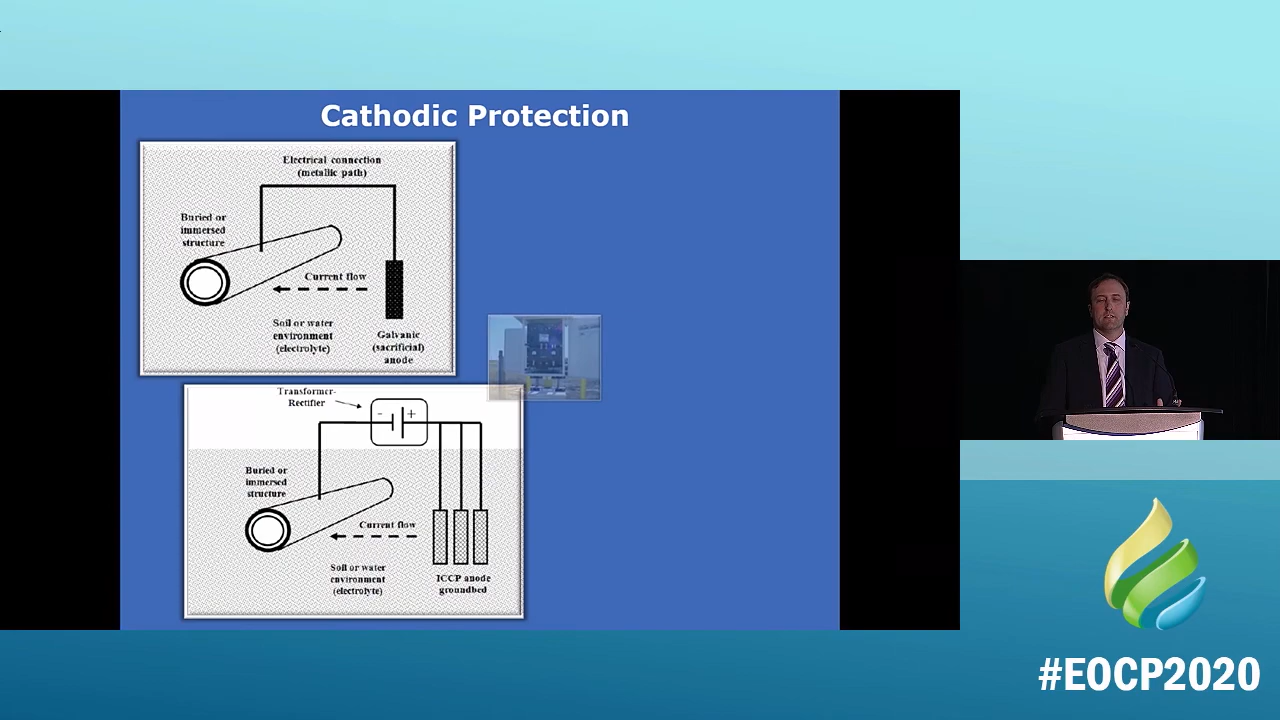 Cathodic Protection
Electrical connection
(metallic path)
Buried or
immersed
structure
Current flow
Soil or water
environment
(electrolyte)
Galvanic
(sacrificial)
anode
Transformer-
Rectifier
- +
Buried or
immersed
structure
Current flow
Soil or water
environment
(electrolyte)
ICCP anode
groundbed
#EOCP2020